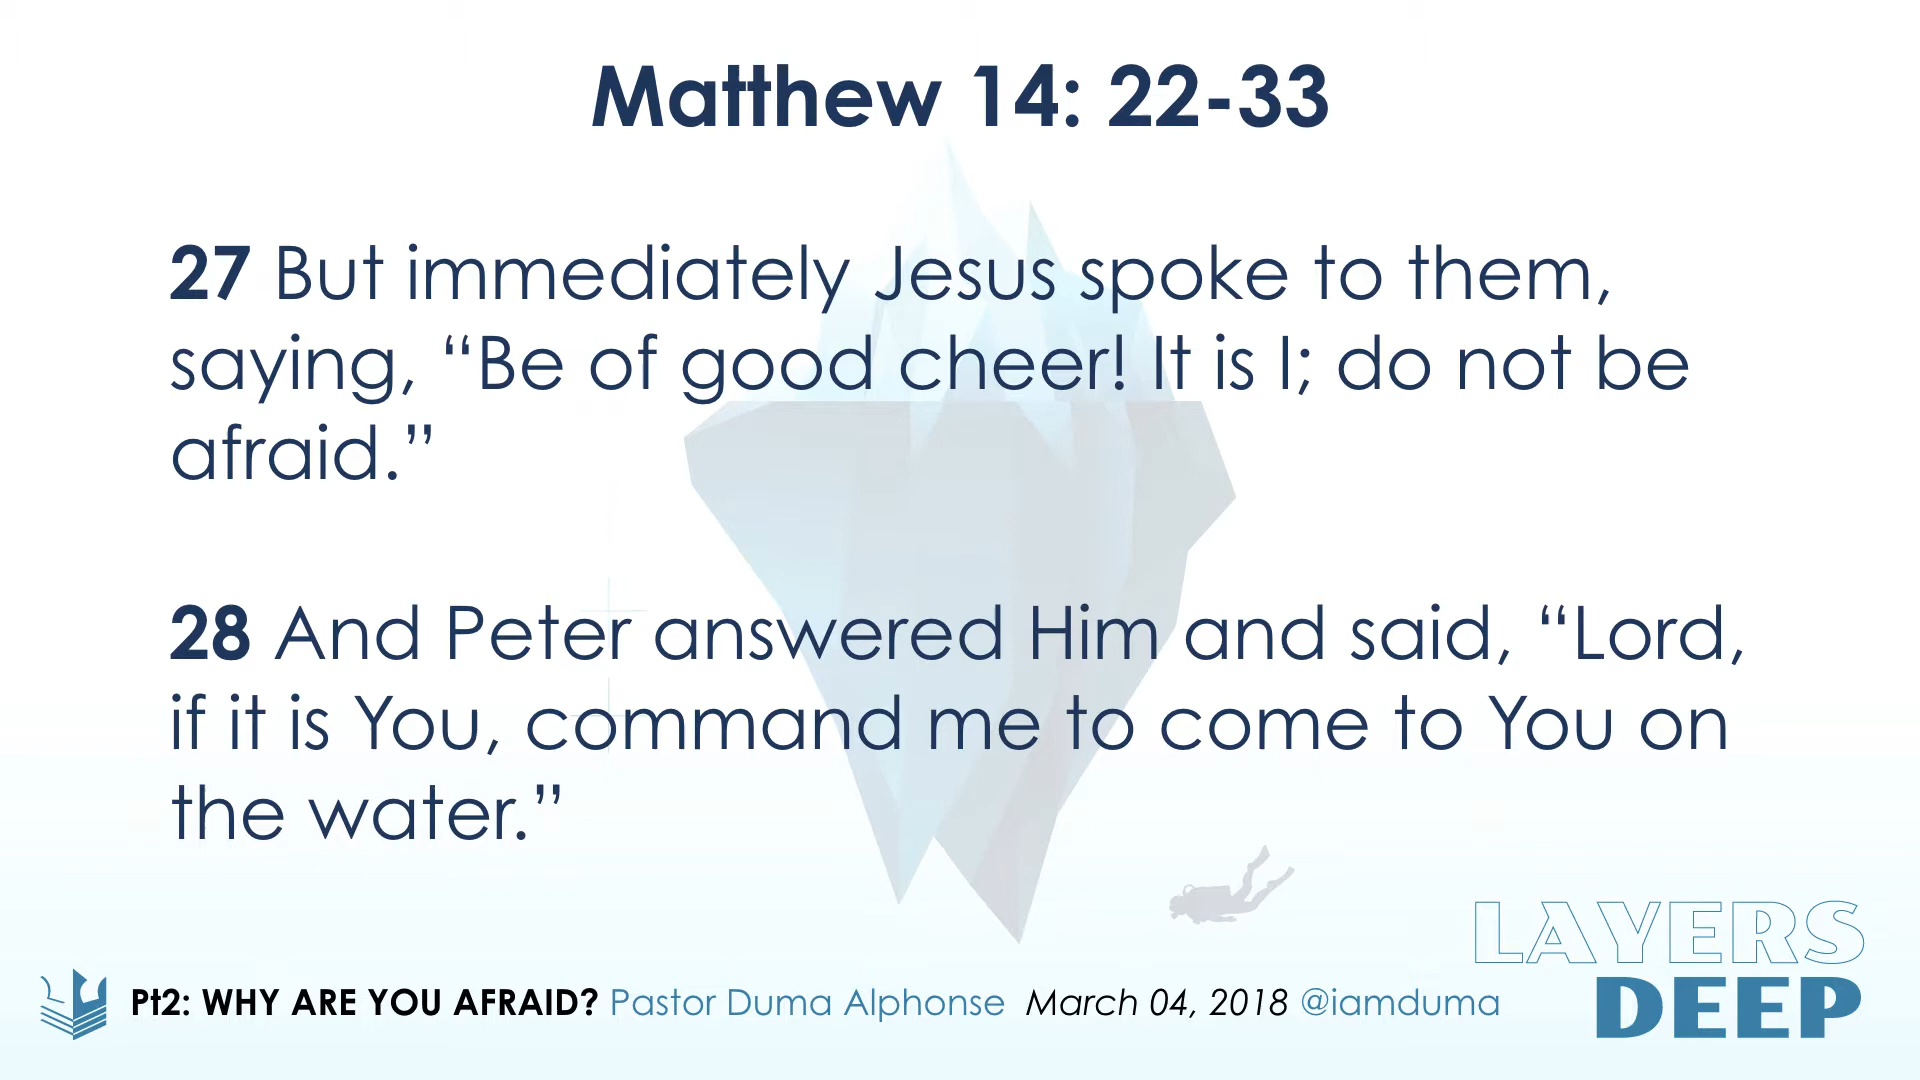 Matthew 14: 22-33
27 But immediately Jesus spoke to them,
saying, “Be of good cheer! It is I; do not be
afraid.”
28 And Peter answered Him and said, “Lord,
if it is You, command me to come to You on
the water.”
LAYERS
DEEP
Pt2: WHY ARE YOU AFRAID? Pastor Duma Alphonse March 04, 2018 @iamduma